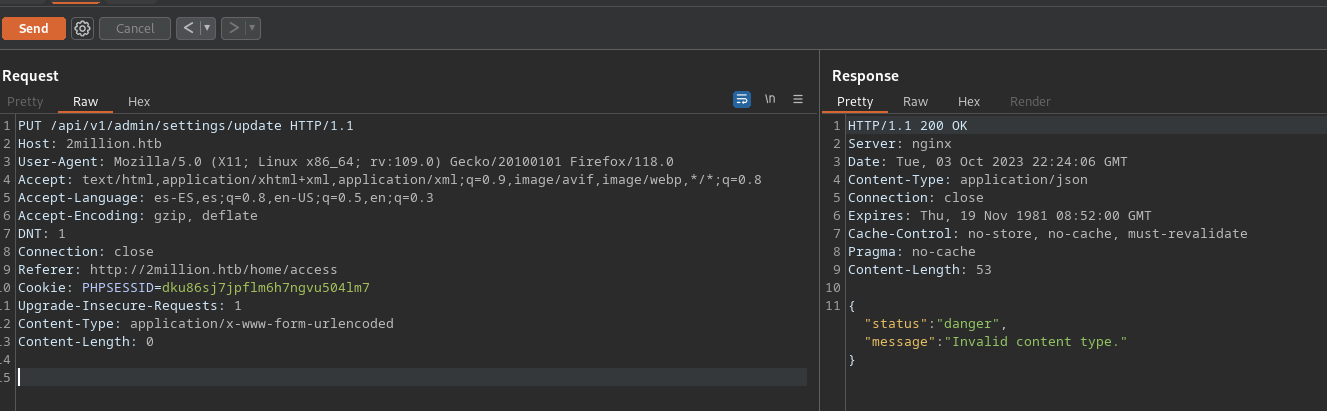 Send
Cancel
<
>
Request
Pretty
Raw
Hex
\n
1 PUT /api/v1/admin/settings/update HTTP/1.1
2 Host: 2million.htb
3 User-Agent: Mozilla/5.0 (X11; Linux x86_64; rv:109.0) Gecko/20100101 Firefox/118.0
4 Accept: text/html,application/xhtml+xml,application/xml;q=0.9,image/avif,image/webp,*/*;q=0.8
5 Accept-Language: es-ES,es;q=0.8,en-US;q=0.5,en;q=0.3
6 Accept-Encoding: gzip, deflate
7 DNT: 1
8 Connection: close
9 Referer: http://2million.htb/home/access
10 Cookie: PHPSESSID=dku86sj7jpflm6h7ngvu504lm7
11 Upgrade-Insecure-Requests: 1
12 Content-Type: application/x-www-form-urlencoded
13 Content-Length: 0
14
15
Response
Pretty
Raw
Hex
Render
1 HTTP/1.1 200 OK
2 Server: nginx
3 Date: Tue, 03 Oct 2023 22:24:06 GMT
4 Content-Type: application/json
5 Connection: close
6 Expires: Thu, 19 Nov 1981 08:52:00 GMT
7 Cache-Control: no-store, no-cache, must-revalidate
8 Pragma: no-cache
9 Content-Length: 53
10
11 {
"status":"danger",
"message":"Invalid content type."
}